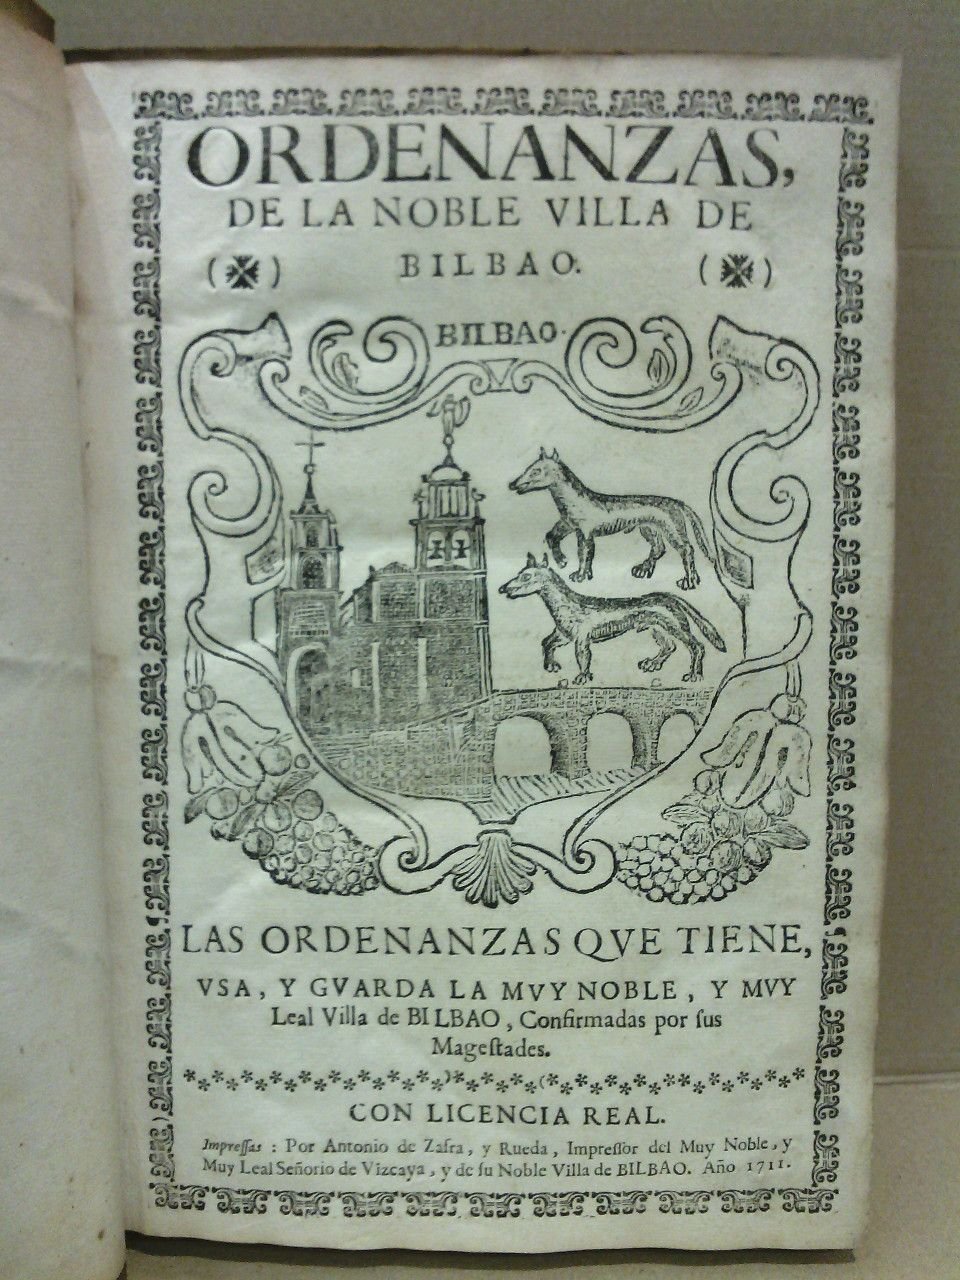 ORDENANZAS,
DE LA NOBLE VILLA DE
BILBAO.
BILBAO.
LAS ORDENANZAS QVE TIENE,
VSA, Y GVARDA LA MVY NOBLE, Y MVY
Leal Villa de BILBAO, Confirmadas por ſus
Mageſtades.
CON LICENCIA REAL.
Impreſſas: Por Antonio de Zafra, y Rueda, Impreſſor del Muy Noble, y
Muy Leal Señorio de Vizcaya, y de ſu Noble Villa de BILBAO. Año 1711.